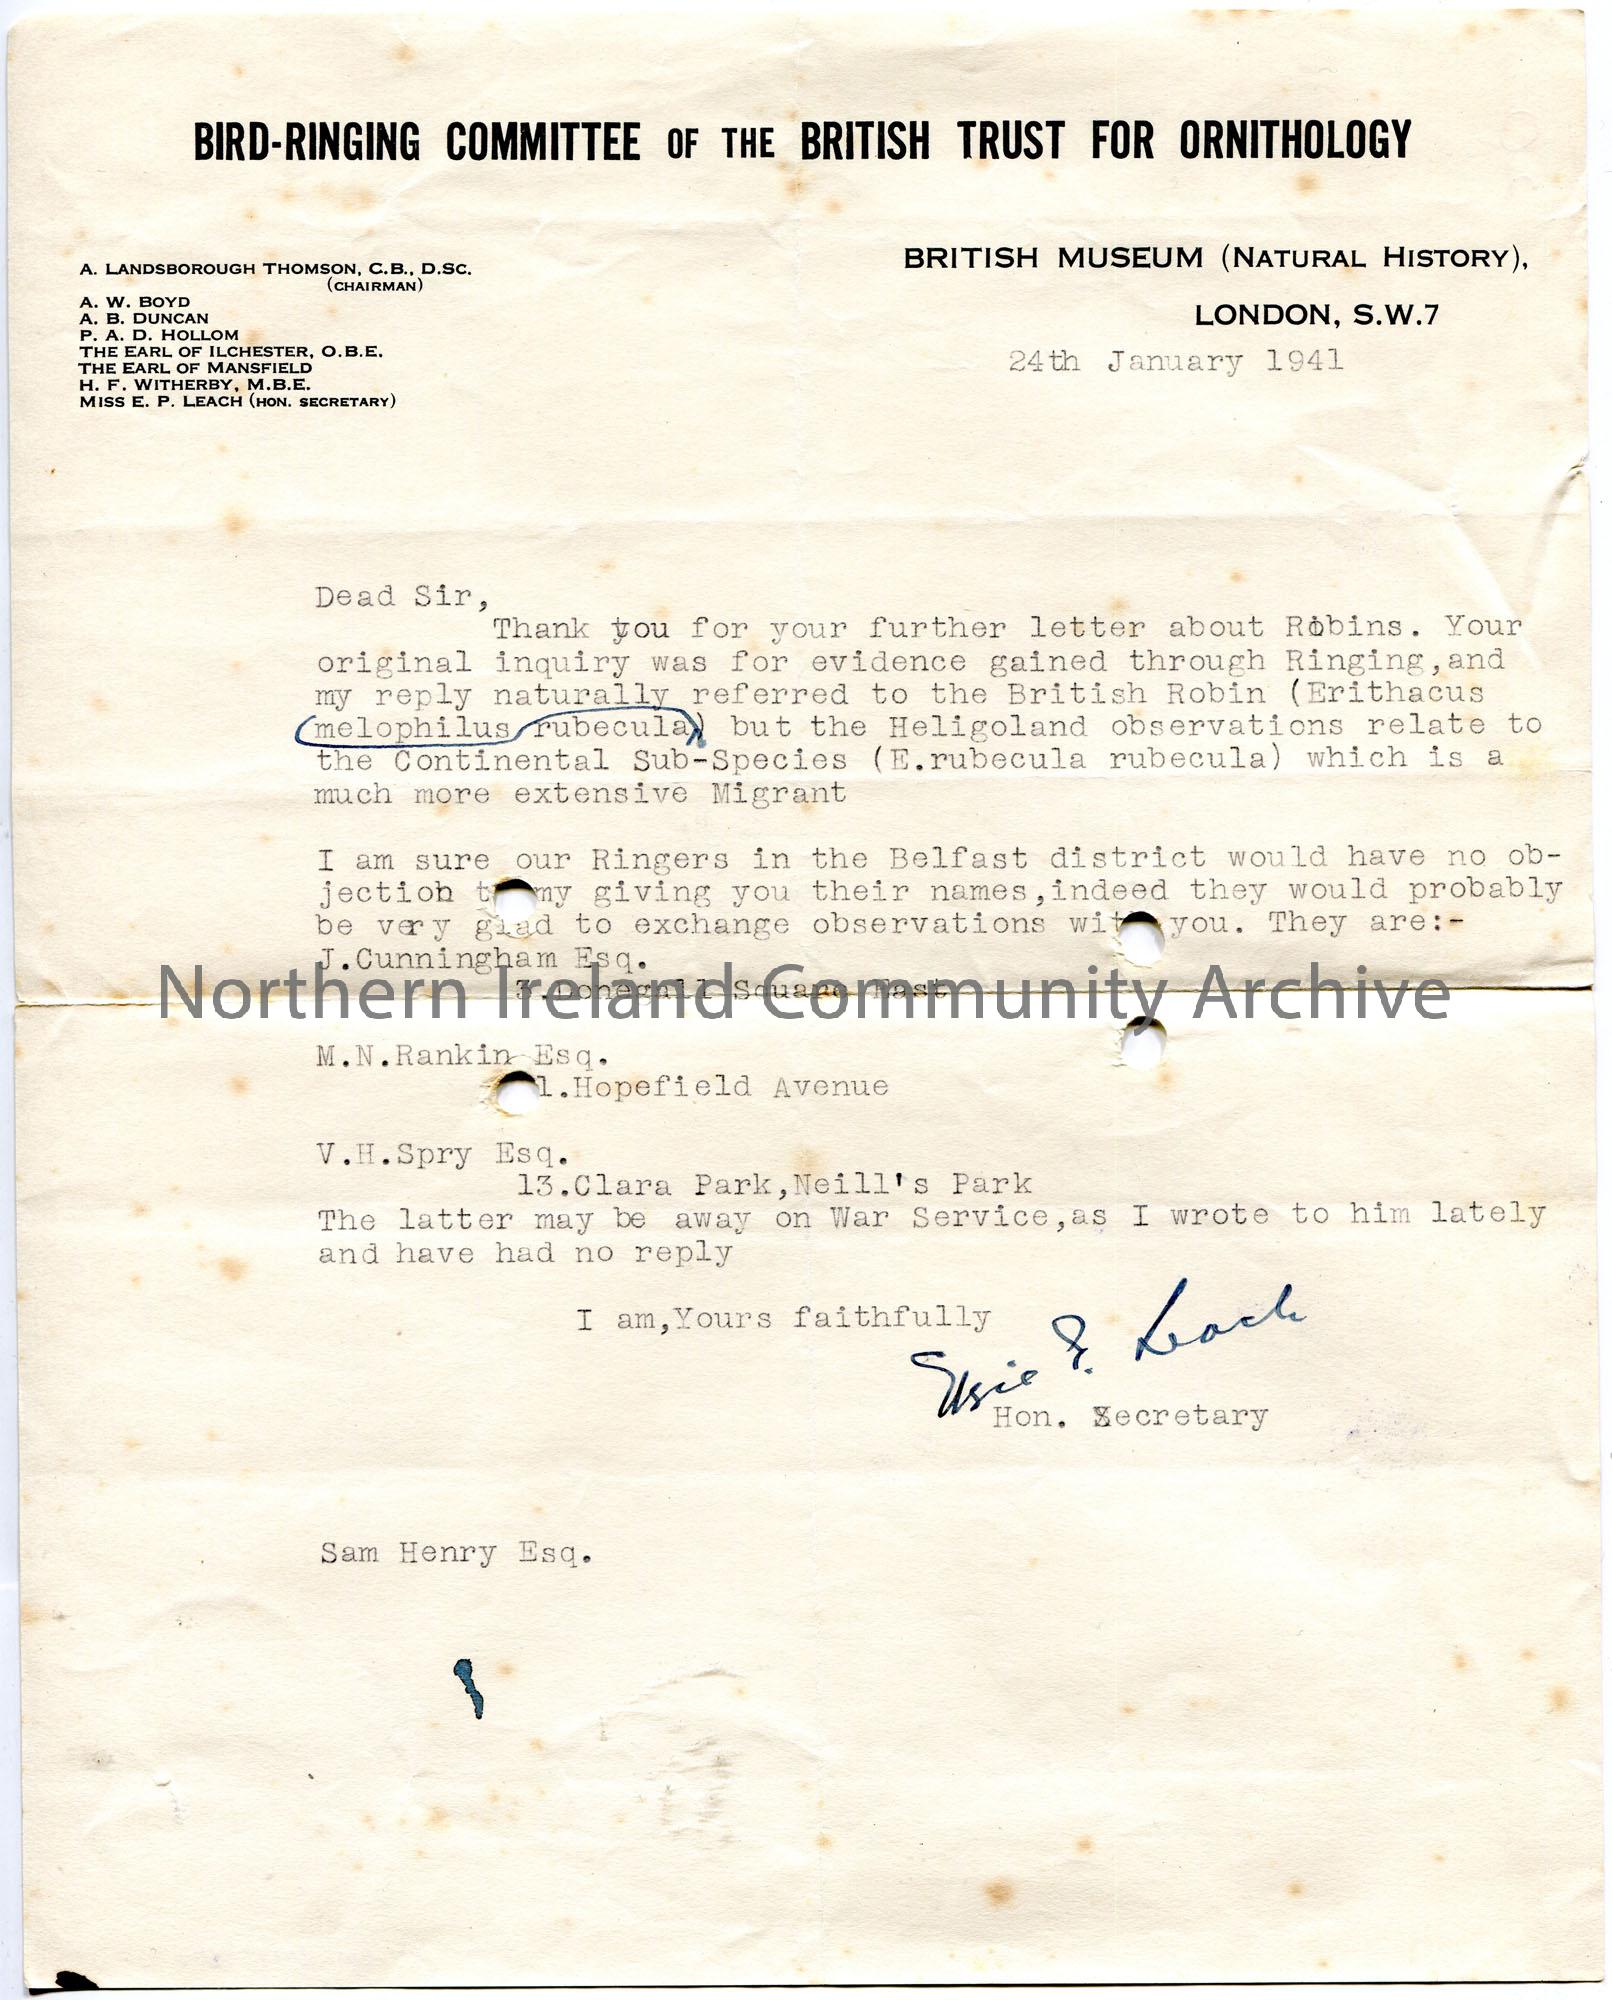 BIRD-RINGING COMMITTEE OF THE BRITISH TRUST FOR ORNITHOLOGY
A. LANDSBOROUGH THOMSON, C.B., D.SC.
(CHAIRMAN)
A. W. BOYD
A. B. DUNCAN
P. A. D. HOLLOM
THE EARL OF ILCHESTER, O.B.E.
THE EARL OF MANSFIELD
H. F. WITHERBY, M.B.E.
MISS E. P. LEACH (HON. SECRETARY)
BRITISH MUSEUM (NATURAL HISTORY),
LONDON, S.W.7
24th January 1941
Dead Sir,
Thank you for your further letter about Robins. Your
original inquiry was for evidence gained through Ringing,and
my reply naturally referred to the British Robin (Erithacus
melophilus rubecula) but the Heligoland observations relate to
the Continental Sub-Species (E.rubecula rubecula) which is a
much more extensive Migrant
I am sure our Ringers in the Belfast district would have no ob-
jection my giving you their names,indeed they would probably
be very glad to exchange observations with you. They are:-
J.Cunningham Esq.
3.Donegall Square East
Northern Ireland Community Archive
M.N.Rankin Esq.
1.Hopefield Avenue
V.H.Spry Esq.
13.Clara Park,Neill's Park
The latter may be away on War Service,as I wrote to him lately
and have had no reply
I am,Yours faithfully
Elsie P. Leach
Hon. Secretary
Sam Henry Esq.